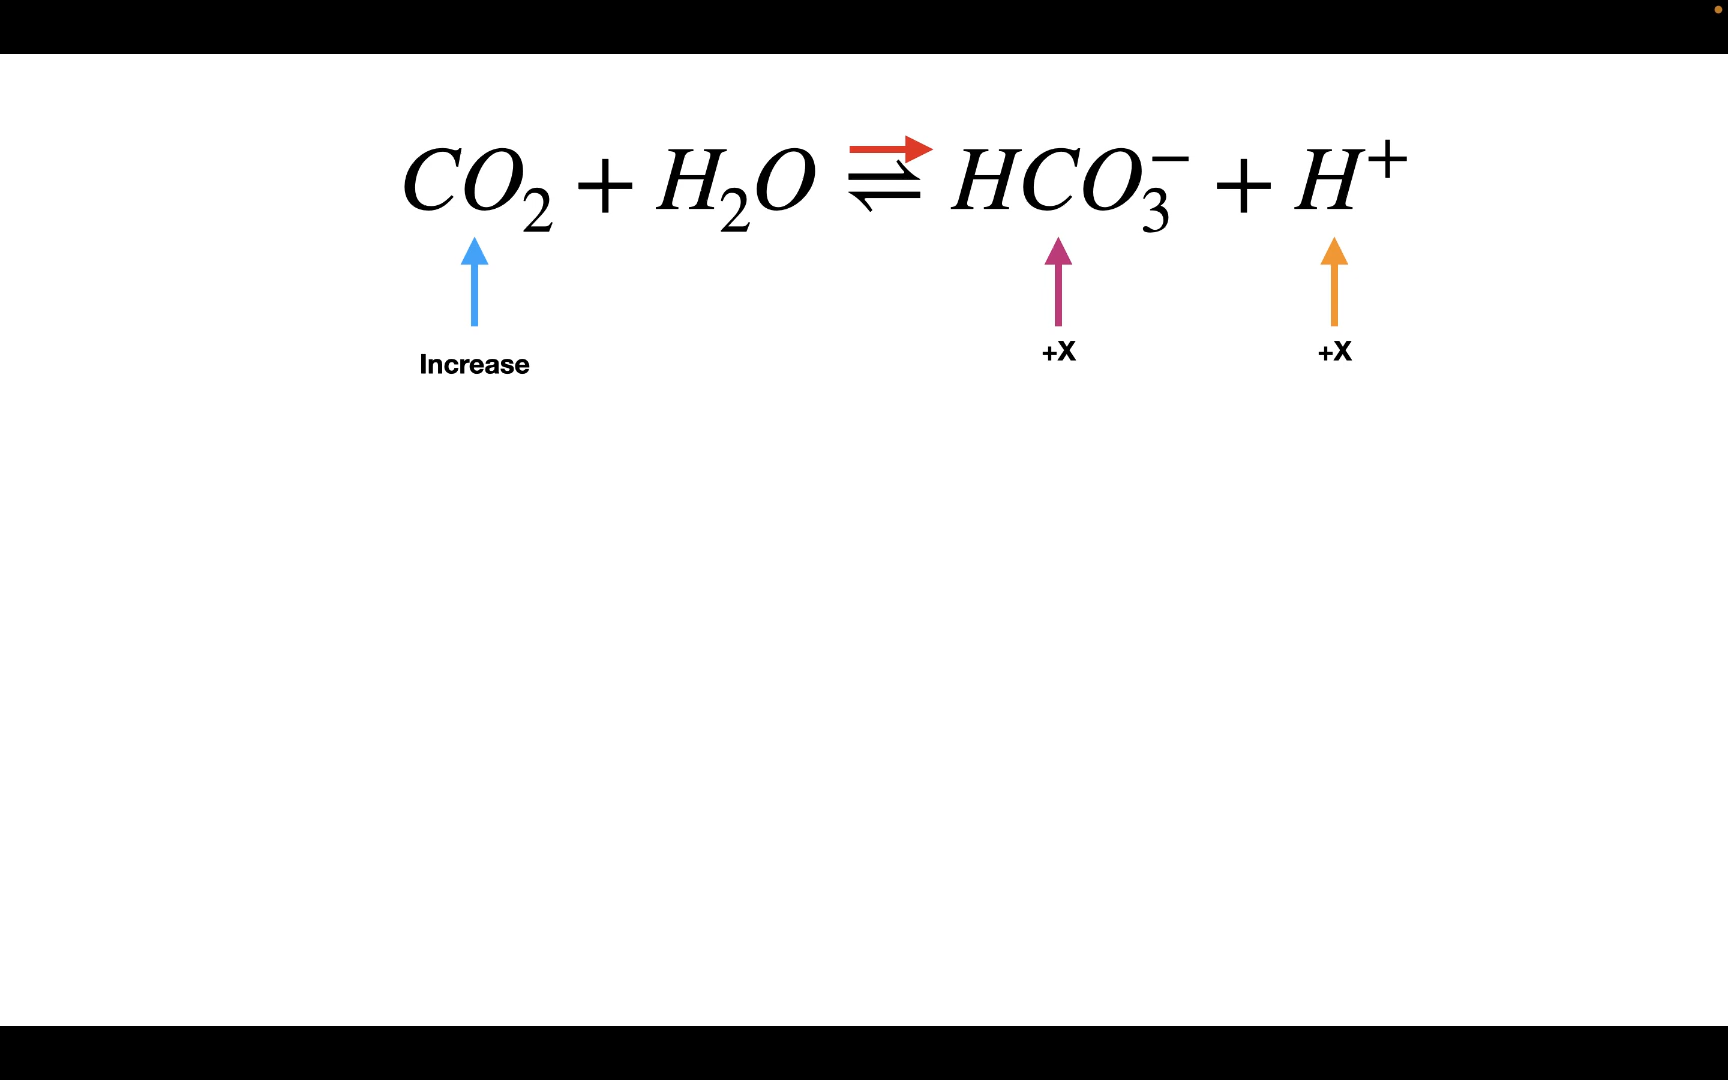 CO₂ + H₂O ⇌ HCO₃⁻ + H⁺
Increase +X +X